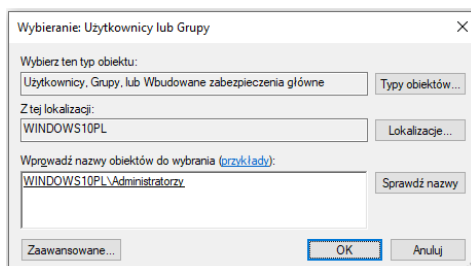 Wybieranie: Użytkownicy lub Grupy
Wybierz ten typ obiektu:
Użytkownicy, Grupy, lub Wbudowane zabezpieczenia główne
Typy obiektów...
Z tej lokalizacji:
WINDOWS10PL
Lokalizacje...
Wprowadź nazwy obiektów do wybrania (przykłady):
WINDOWS10PL\Administratorzy
Sprawdź nazwy
Zaawansowane...
OK
Anuluj